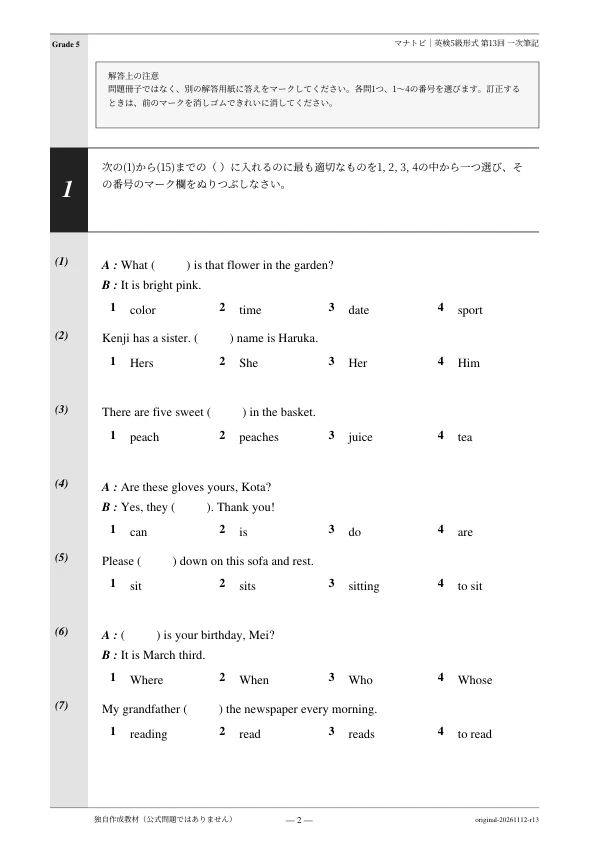 Grade 5
マナトビ｜英検5級形式 第13回 一次筆記
解答上の注意
問題冊子ではなく、別の解答用紙に答えをマークしてください。各問1つ、1〜4の番号を選びます。訂正する
ときは、前のマークを消しゴムできれいに消してください。
1
次の(1)から(15)までの（ ）に入れるのに最も適切なものを1, 2, 3, 4の中から一つ選び、そ
の番号のマーク欄をぬりつぶしなさい。
(1)
A : What ( ) is that flower in the garden?
B : It is bright pink.
1 color 2 time 3 date 4 sport
(2)
Kenji has a sister. ( ) name is Haruka.
1 Hers 2 She 3 Her 4 Him
(3)
There are five sweet ( ) in the basket.
1 peach 2 peaches 3 juice 4 tea
(4)
A : Are these gloves yours, Kota?
B : Yes, they ( ). Thank you!
1 can 2 is 3 do 4 are
(5)
Please ( ) down on this sofa and rest.
1 sit 2 sits 3 sitting 4 to sit
(6)
A : ( ) is your birthday, Mei?
B : It is March third.
1 Where 2 When 3 Who 4 Whose
(7)
My grandfather ( ) the newspaper every morning.
1 reading 2 read 3 reads 4 to read
独自作成教材（公式問題ではありません）
— 2 —
original-20261112-r13